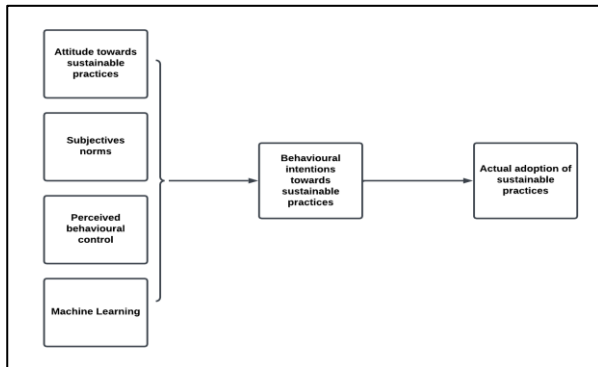 Attitude towards
sustainable
practices
Subjectives
norms
Perceived
behavioural
control
Machine Learning
Behavioural
intentions
towards
sustainable
practices
Actual adoption of
sustainable
practices